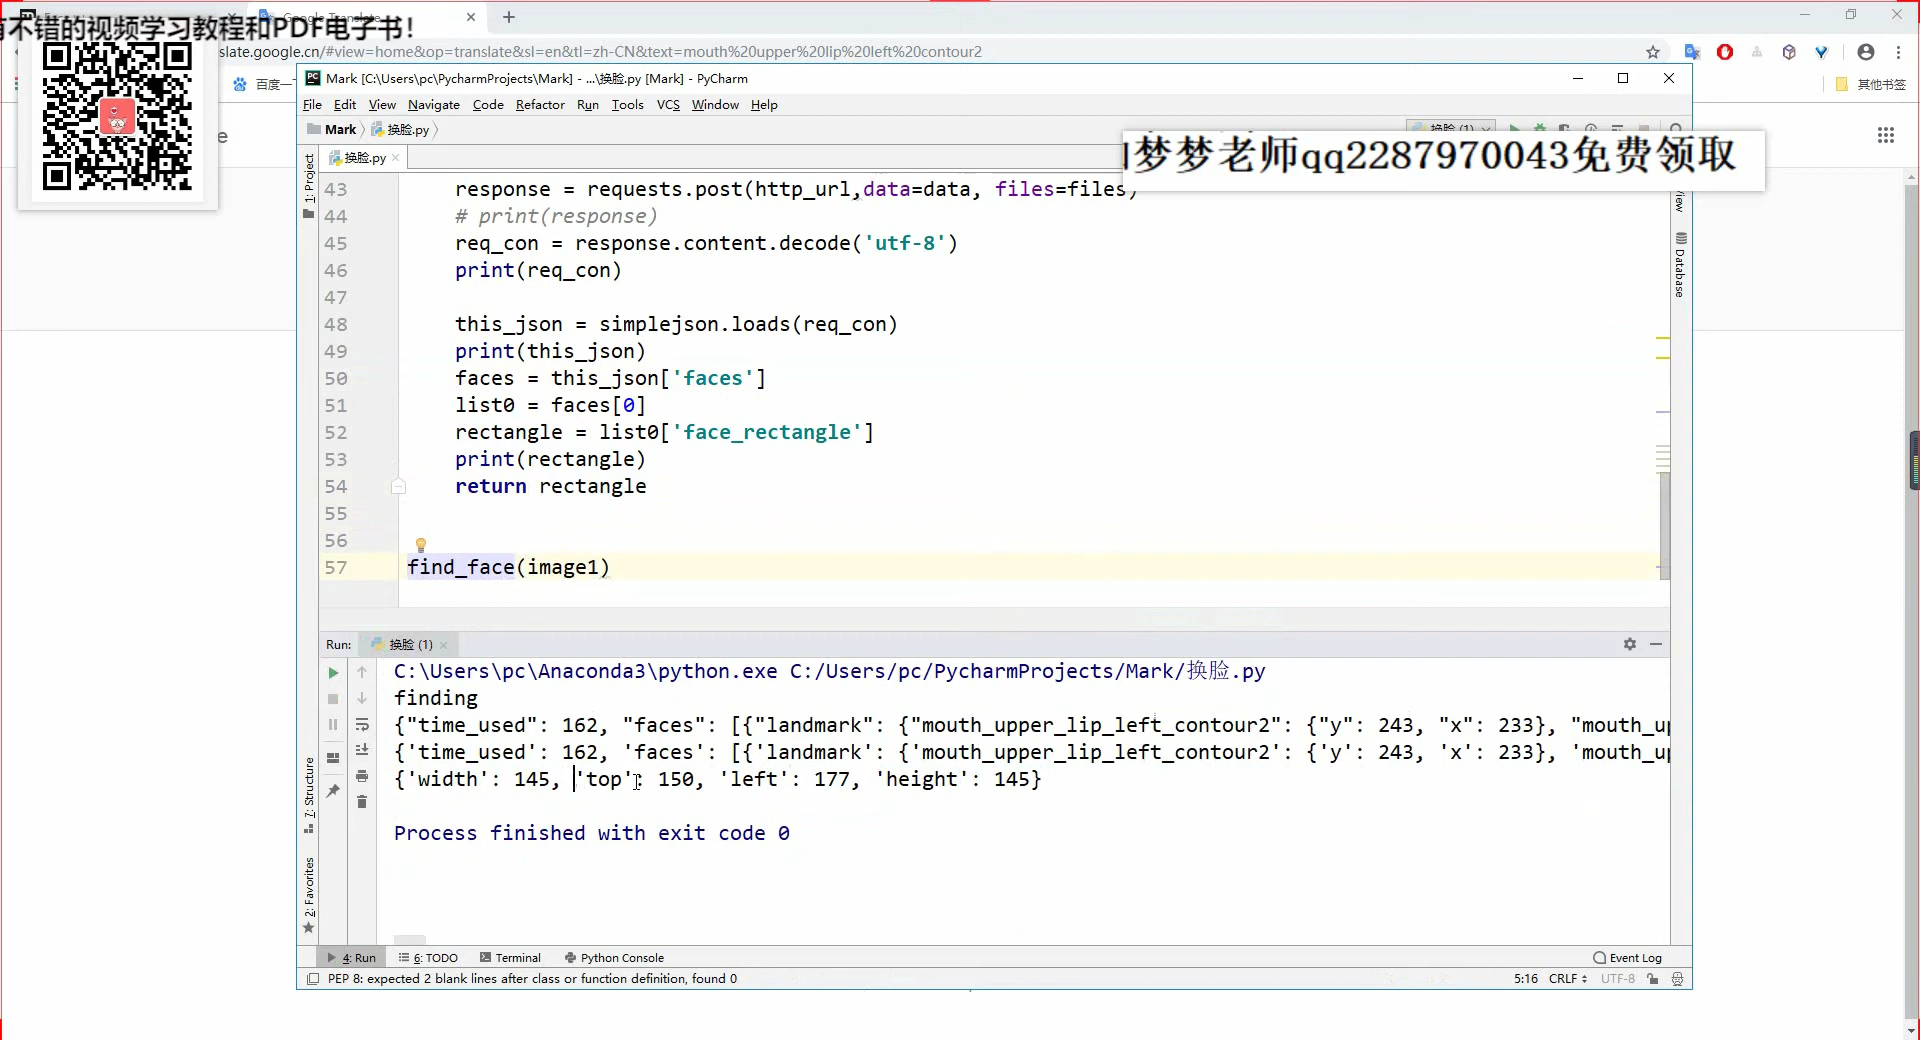 有不错的视频学习教程和PDF电子书！
Google Translate
slate.google.cn/#view=home&op=translate&sl=en&tl=zh-CN&text=mouth%20upper%20lip%20left%20contour2
百度一
其他书签
e
Mark [C:\Users\pc\PycharmProjects\Mark] - ...\换脸.py [Mark] - PyCharm
File Edit View Navigate Code Refactor Run Tools VCS Window Help
Mark 换脸.py
换脸 (1)
换脸.py
梦梦老师qq2287970043免费领取
1: Project
Database
43 response = requests.post(http_url,data=data, files=files)
44 # print(response)
45 req_con = response.content.decode('utf-8')
46 print(req_con)
47
48 this_json = simplejson.loads(req_con)
49 print(this_json)
50 faces = this_json['faces']
51 list0 = faces[0]
52 rectangle = list0['face_rectangle']
53 print(rectangle)
54 return rectangle
55
56
57 find_face(image1)
Run: 换脸 (1)
C:\Users\pc\Anaconda3\python.exe C:/Users/pc/PycharmProjects/Mark/换脸.py
finding
{"time_used": 162, "faces": [{"landmark": {"mouth_upper_lip_left_contour2": {"y": 243, "x": 233}, "mouth_up
{'time_used': 162, 'faces': [{'landmark': {'mouth_upper_lip_left_contour2': {'y': 243, 'x': 233}, 'mouth_up
{'width': 145, 'top': 150, 'left': 177, 'height': 145}
Process finished with exit code 0
7: Structure
2: Favorites
4: Run 6: TODO Terminal Python Console Event Log
PEP 8: expected 2 blank lines after class or function definition, found 0 5:16 CRLF UTF-8